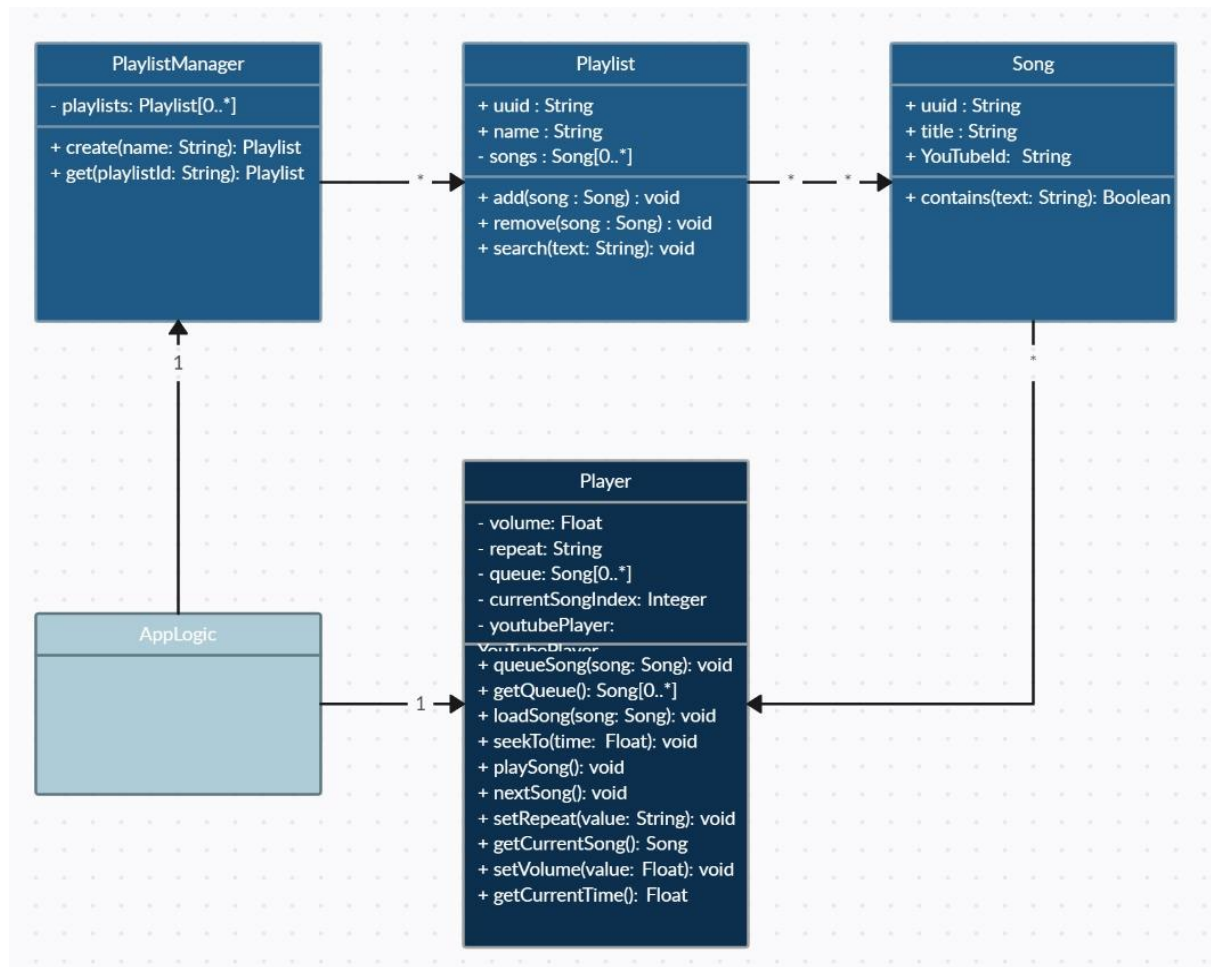 PlaylistManager
- playlists: Playlist[0..*]
+ create(name: String): Playlist
+ get(playlistId: String): Playlist
*
Playlist
+ uuid : String
+ name : String
- songs : Song[0..*]
+ add(song : Song) : void
+ remove(song : Song) : void
+ search(text: String): void
* *
Song
+ uuid : String
+ title : String
+ YouTubeId: String
+ contains(text: String): Boolean
1
*
AppLogic
1
Player
- volume: Float
- repeat: String
- queue: Song[0..*]
- currentSongIndex: Integer
- youtubePlayer:
YouTubePlayer
+ queueSong(song: Song): void
+ getQueue(): Song[0..*]
+ loadSong(song: Song): void
+ seekTo(time: Float): void
+ playSong(): void
+ nextSong(): void
+ setRepeat(value: String): void
+ getCurrentSong(): Song
+ setVolume(value: Float): void
+ getCurrentTime(): Float